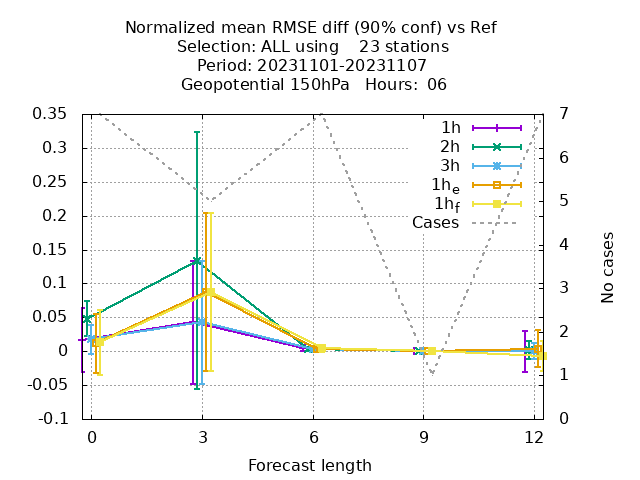 Normalized mean RMSE diff (90% conf) vs Ref
Selection: ALL using    23 stations
Period: 20231101-20231107
Geopotential 150hPa   Hours:  06
0.35
0.3
0.25
0.2
0.15
0.1
0.05
0
-0.05
-0.1
7
6
5
4
3
2
1
0
1h
2h
3h
1he
1hf
Cases
No cases
0 3 6 9 12
Forecast length